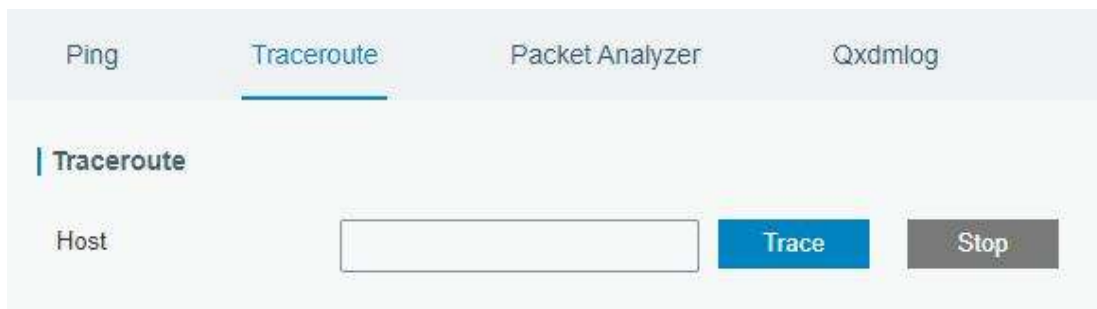 Ping Traceroute Packet Analyzer Qxdmlog
Traceroute
Host Trace Stop